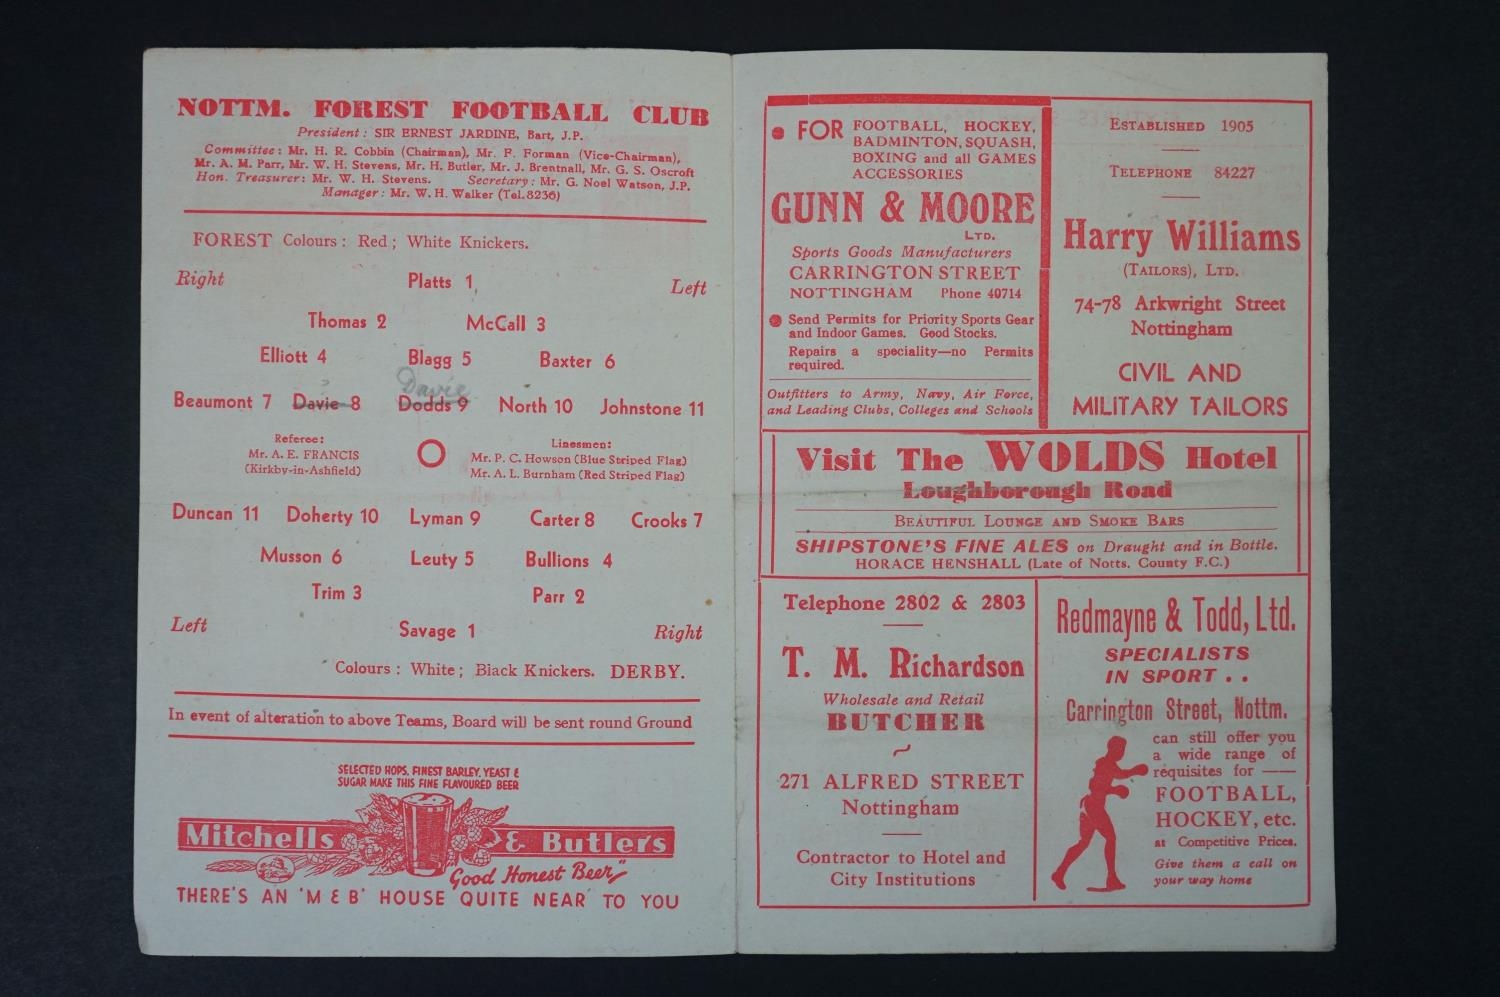 NOTTM. FOREST FOOTBALL CLUB
President: SIR ERNEST JARDINE, Bart, J.P.
Committee: Mr. H. R. Cobbin (Chairman), Mr. F. Forman (Vice-Chairman),
Mr. A. M. Parr, Mr. W. H. Stevens, Mr. H. Butler, Mr. J. Brentnall, Mr. G. S. Oscroft
Hon. Treasurer: Mr. W. H. Stevens. Secretary: Mr. G. Noel Watson, J.P.
Manager: Mr. W. H. Walker (Tel. 8236)
FOREST Colours: Red; White Knickers.
Right Platts 1 Left
Thomas 2 McCall 3
Elliott 4 Blagg 5 Baxter 6
Davie
Beaumont 7 Davie 8 Dodds 9 North 10 Johnstone 11
Referee:
Mr. A. E. FRANCIS
(Kirkby-in-Ashfield)
Linesmen:
Mr. P. C. Howson (Blue Striped Flag)
Mr. A. L. Burnham (Red Striped Flag)
Duncan 11 Doherty 10 Lyman 9 Carter 8 Crooks 7
Musson 6 Leuty 5 Bullions 4
Trim 3 Parr 2
Left Savage 1 Right
Colours: White; Black Knickers. DERBY.
In event of alteration to above Teams, Board will be sent round Ground
SELECTED HOPS, FINEST BARLEY, YEAST &
SUGAR MAKE THIS FINE FLAVOURED BEER
Mitchells & Butlers
"Good Honest Beer"
THERE'S AN 'M & B' HOUSE QUITE NEAR TO YOU
FOR FOOTBALL, HOCKEY,
BADMINTON, SQUASH,
BOXING and all GAMES
ACCESSORIES
GUNN & MOORE
LTD.
Sports Goods Manufacturers
CARRINGTON STREET
NOTTINGHAM Phone 40714
Send Permits for Priority Sports Gear
and Indoor Games. Good Stocks.
Repairs a speciality—no Permits
required.
Outfitters to Army, Navy, Air Force,
and Leading Clubs, Colleges and Schools
ESTABLISHED 1905
TELEPHONE 84227
Harry Williams
(TAILORS), LTD.
74-78 Arkwright Street
Nottingham
CIVIL AND
MILITARY TAILORS
Visit The WOLDS Hotel
Loughborough Road
BEAUTIFUL LOUNGE AND SMOKE BARS
SHIPSTONE'S FINE ALES on Draught and in Bottle.
HORACE HENSHALL (Late of Notts. County F.C.)
Telephone 2802 & 2803
T. M. Richardson
Wholesale and Retail
BUTCHER
271 ALFRED STREET
Nottingham
Contractor to Hotel and
City Institutions
Redmayne & Todd, Ltd.
SPECIALISTS
IN SPORT . .
Carrington Street, Nottm.
can still offer you
a wide range of
requisites for —
FOOTBALL,
HOCKEY, etc.
at Competitive Prices.
Give them a call on
your way home